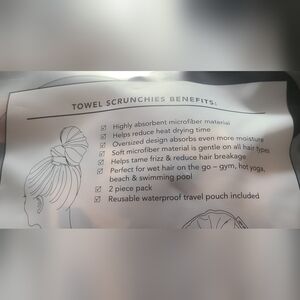 TOWEL SCRUNCHIES BENEFITS:
Highly absorbent microfiber material
Helps reduce heat drying time
Oversized design absorbs even more moisture
Soft microfiber material is gentle on all hair types
Helps tame frizz & reduce hair breakage
Perfect for wet hair on the go – gym, hot yoga,
beach & swimming pool
2 piece pack
Reusable waterproof travel pouch included